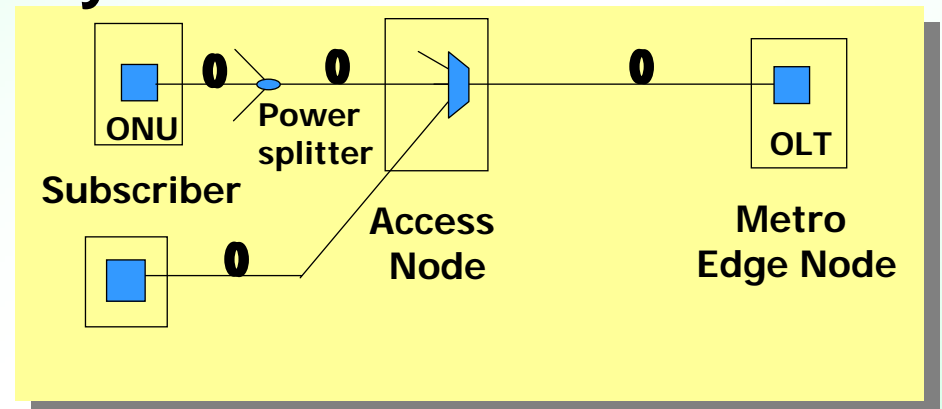 ONU
Power
splitter
OLT
Subscriber
Access
Node
Metro
Edge Node